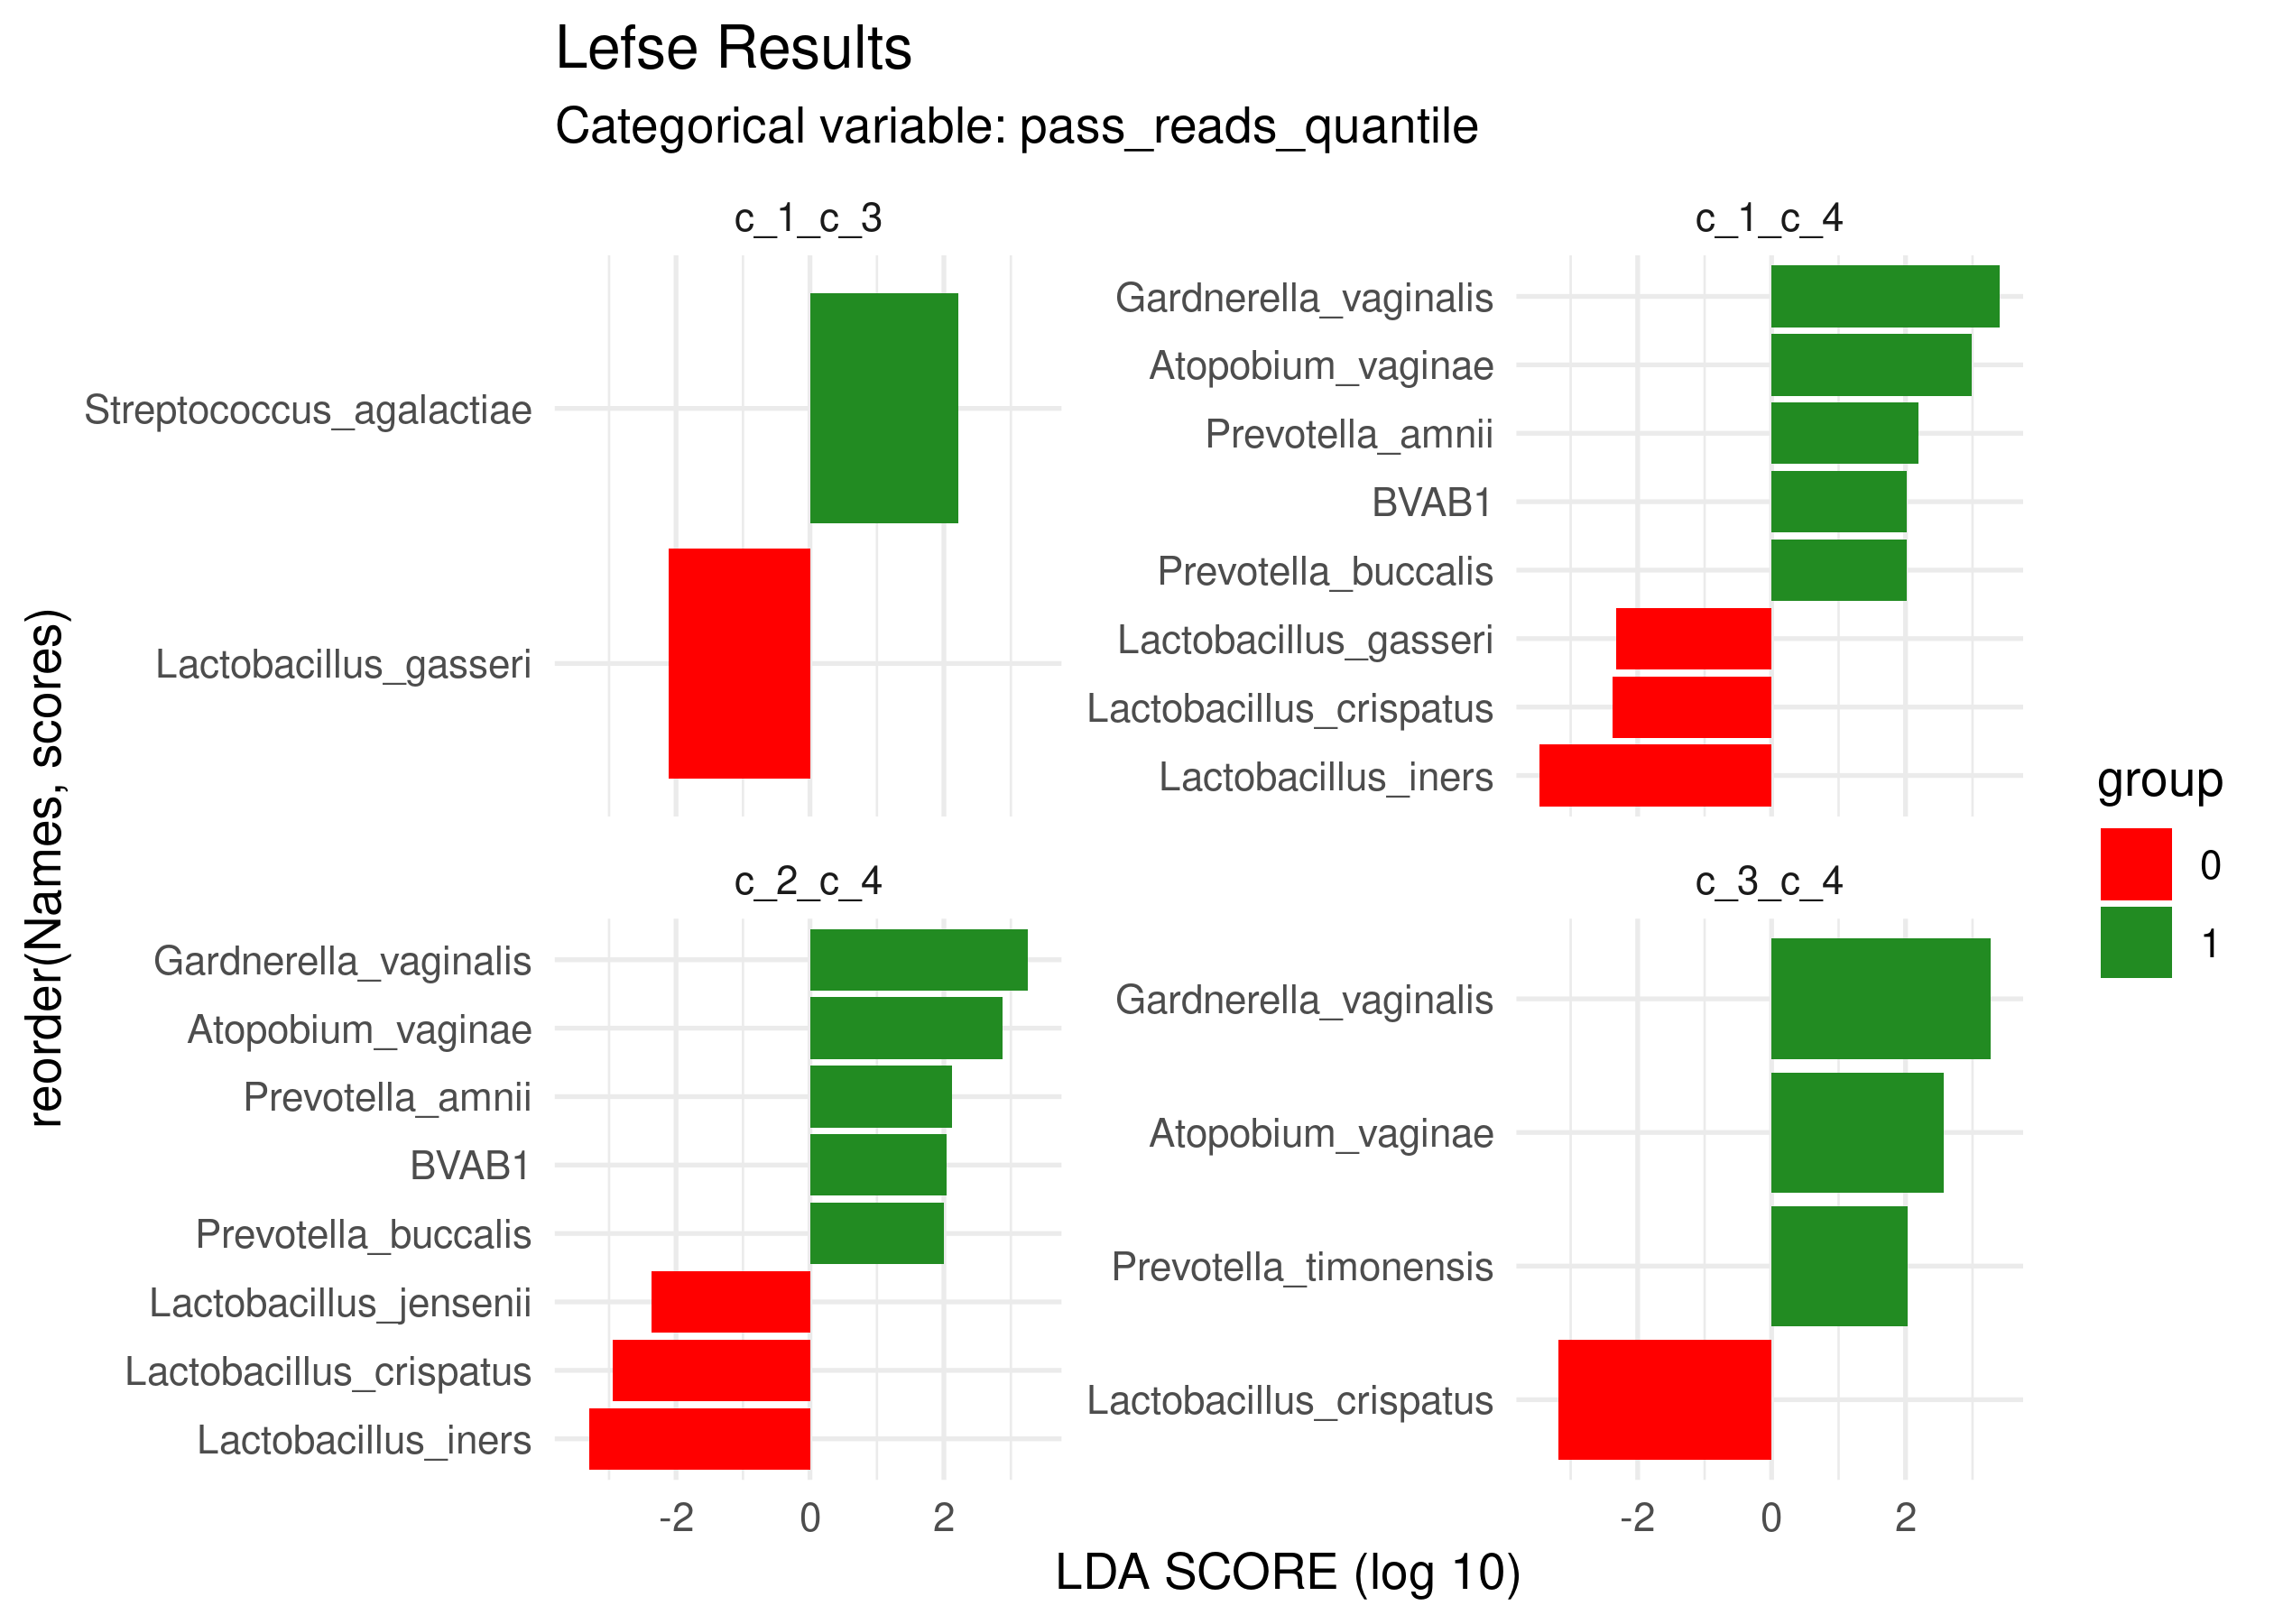 Lefse Results
Categorical variable: pass_reads_quantile
c_1_c_3
Streptococcus_agalactiae
Lactobacillus_gasseri
c_1_c_4
Gardnerella_vaginalis
Atopobium_vaginae
Prevotella_amnii
BVAB1
Prevotella_buccalis
Lactobacillus_gasseri
Lactobacillus_crispatus
Lactobacillus_iners
c_2_c_4
Gardnerella_vaginalis
Atopobium_vaginae
Prevotella_amnii
BVAB1
Prevotella_buccalis
Lactobacillus_jensenii
Lactobacillus_crispatus
Lactobacillus_iners
-2 0 2
c_3_c_4
Gardnerella_vaginalis
Atopobium_vaginae
Prevotella_timonensis
Lactobacillus_crispatus
-2 0 2
LDA SCORE (log 10)
reorder(Names, scores)
group
0
1